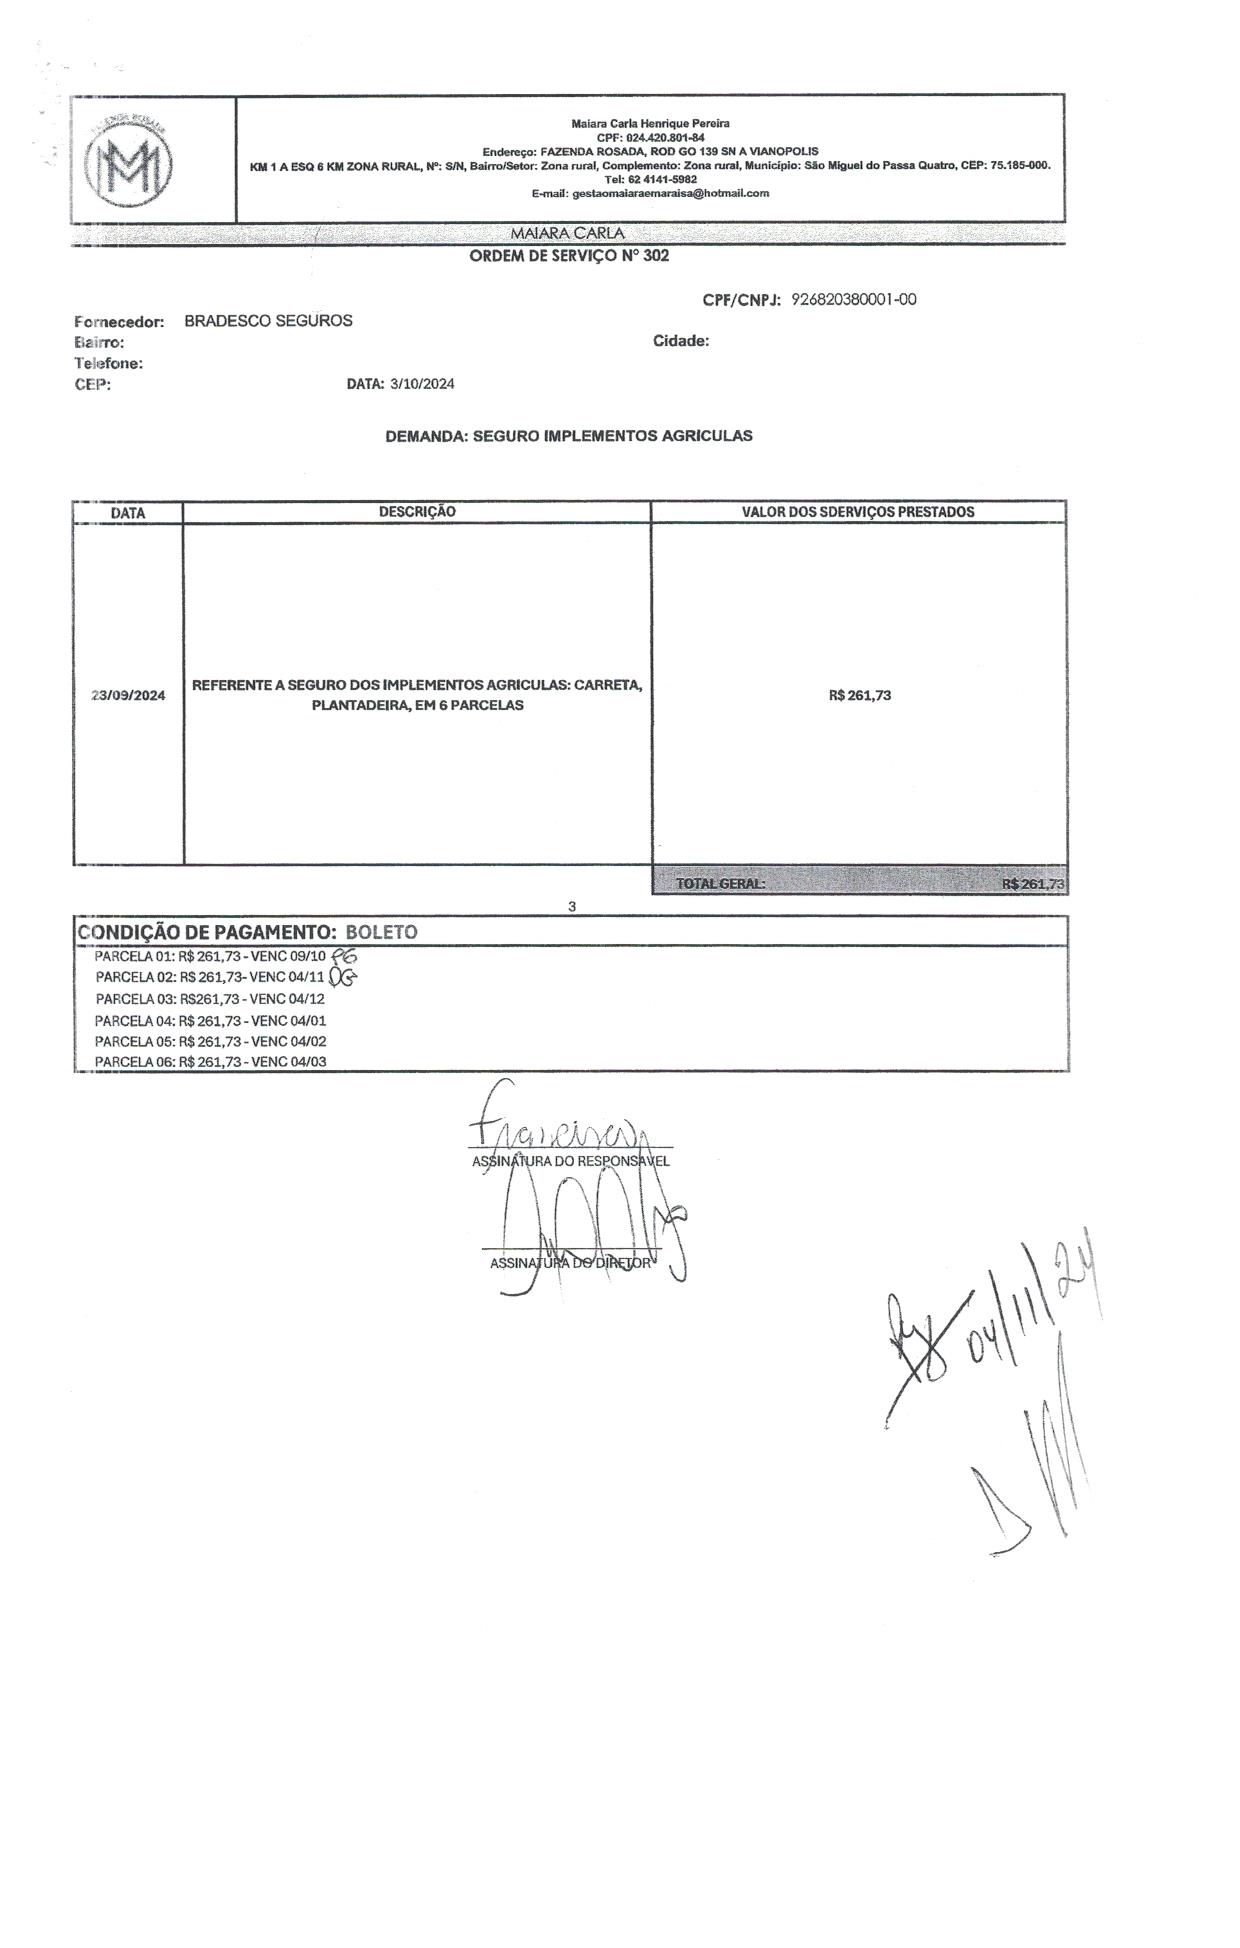 FAZENDA ROSADA
MM
Maiara Carla Henrique Pereira
CPF: 024.420.801-84
Endereço: FAZENDA ROSADA, ROD GO 139 SN A VIANOPOLIS
KM 1 A ESQ 6 KM ZONA RURAL, Nº: S/N, Bairro/Setor: Zona rural, Complemento: Zona rural, Município: São Miguel do Passa Quatro, CEP: 75.185-000.
Tel: 62 4141-5982
E-mail: gestaomaiaraemaraisa@hotmail.com
MAIARA CARLA
ORDEM DE SERVIÇO Nº 302
CPF/CNPJ: 926820380001-00
Fornecedor: BRADESCO SEGUROS
Bairro: Cidade:
Telefone:
CEP: DATA: 3/10/2024
DEMANDA: SEGURO IMPLEMENTOS AGRICULAS
DATA DESCRIÇÃO VALOR DOS SDERVIÇOS PRESTADOS
23/09/2024 REFERENTE A SEGURO DOS IMPLEMENTOS AGRICULAS: CARRETA, R$ 261,73
PLANTADEIRA, EM 6 PARCELAS
TOTAL GERAL: R$ 261,73
3
CONDIÇÃO DE PAGAMENTO: BOLETO
PARCELA 01: R$ 261,73 - VENC 09/10 PG
PARCELA 02: R$ 261,73- VENC 04/11 PG
PARCELA 03: R$261,73 - VENC 04/12
PARCELA 04: R$ 261,73 - VENC 04/01
PARCELA 05: R$ 261,73 - VENC 04/02
PARCELA 06: R$ 261,73 - VENC 04/03
ASSINATURA DO RESPONSAVEL
ASSINATURA DO DIRETOR
04/11/24